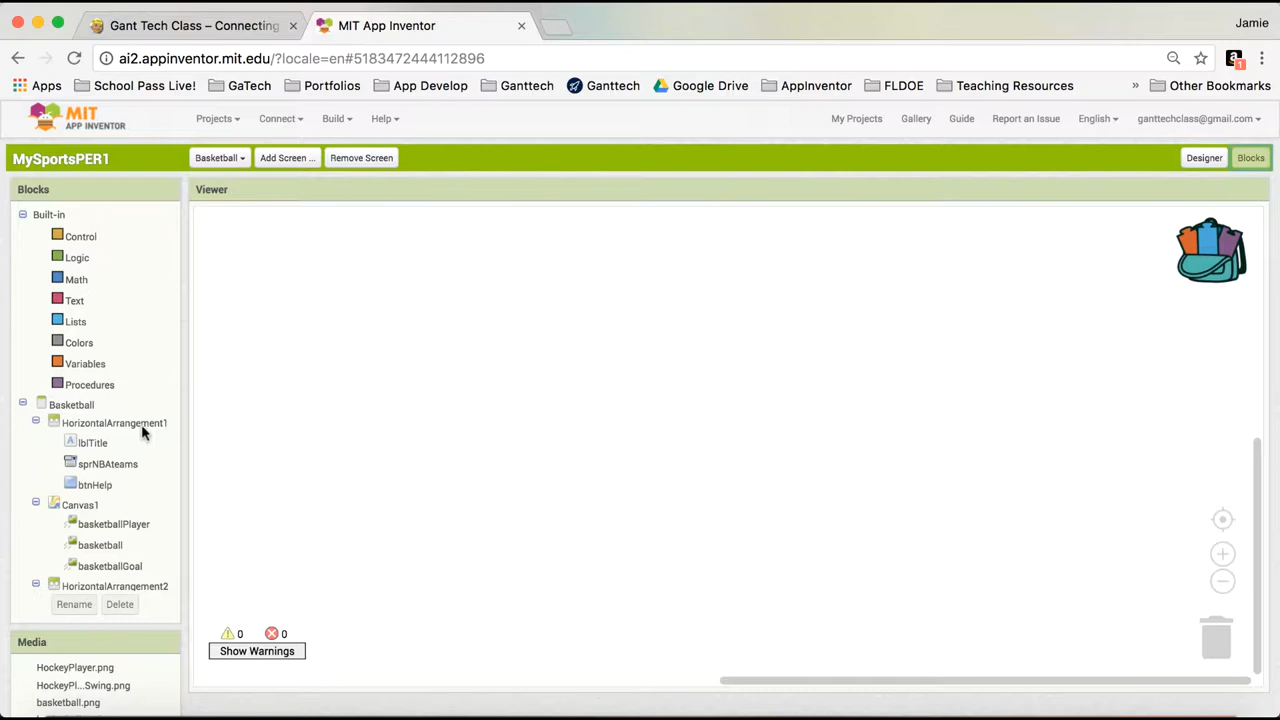 Gant Tech Class – Connecting
MIT App Inventor
Jamie
ai2.appinventor.mit.edu/?locale=en#5183472444112896
1
Apps School Pass Live! GaTech Portfolios App Develop Ganttech Ganttech Google Drive AppInventor FLDOE Teaching Resources » Other Bookmarks
MIT
APP INVENTOR
Projects Connect Build Help My Projects Gallery Guide Report an Issue English ganttechclass@gmail.com
MySportsPER1 Basketball Add Screen ... Remove Screen Designer Blocks
Blocks Viewer
Built-in
Control
Logic
Math
Text
Lists
Colors
Variables
Procedures
Basketball
HorizontalArrangement1
A lblTitle
sprNBAteams
btnHelp
Canvas1
basketballPlayer
basketball
basketballGoal
HorizontalArrangement2
Rename Delete
0 0
Show Warnings
Media
HockeyPlayer.png
HockeyPl...Swing.png
basketball.png